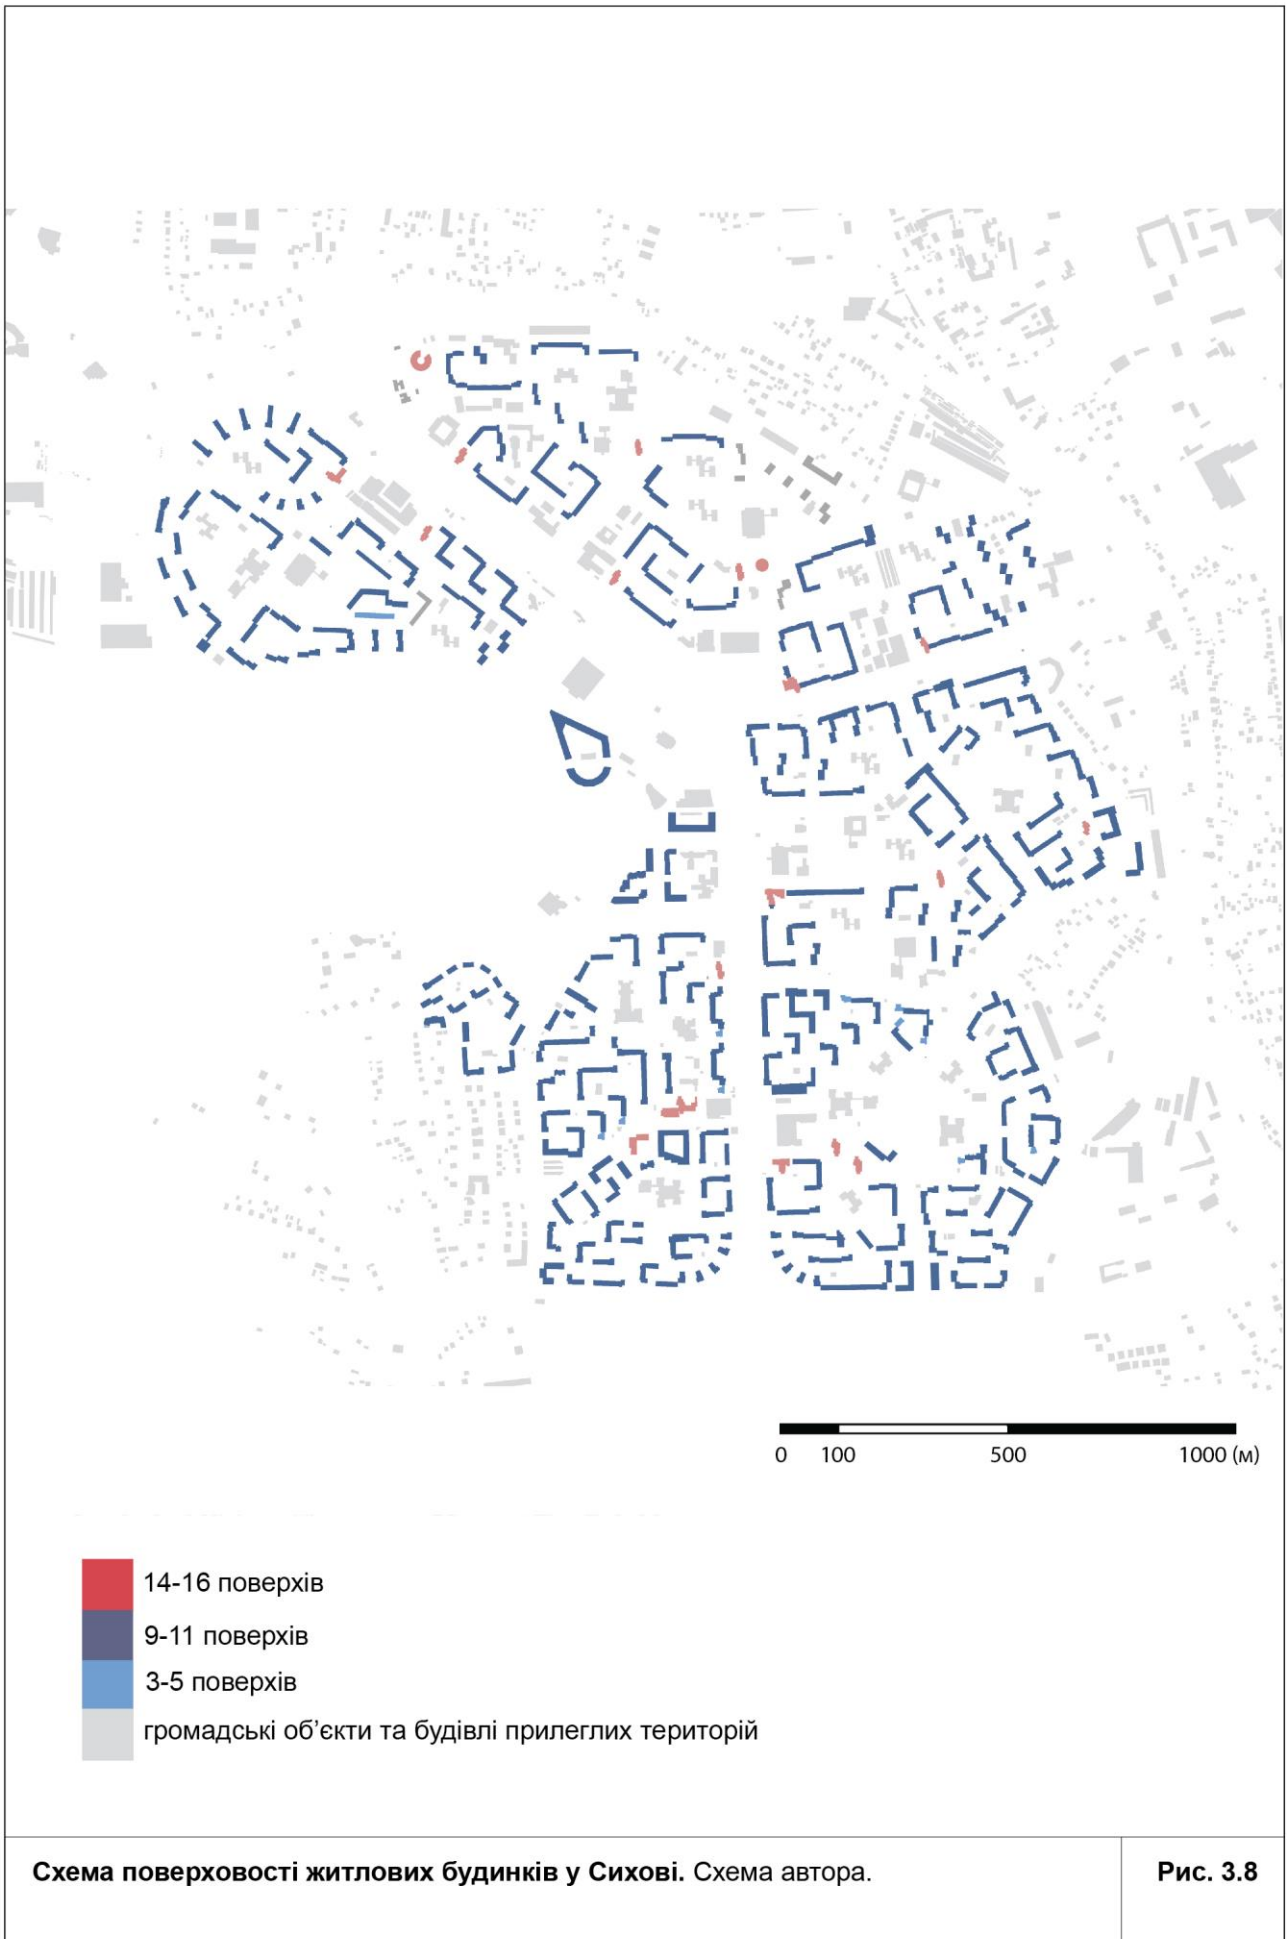 0 100 500 1000 (м)
14-16 поверхів
9-11 поверхів
3-5 поверхів
громадські об’єкти та будівлі прилеглих територій
Схема поверховості житлових будинків у Сихові. Схема автора.
Рис. 3.8